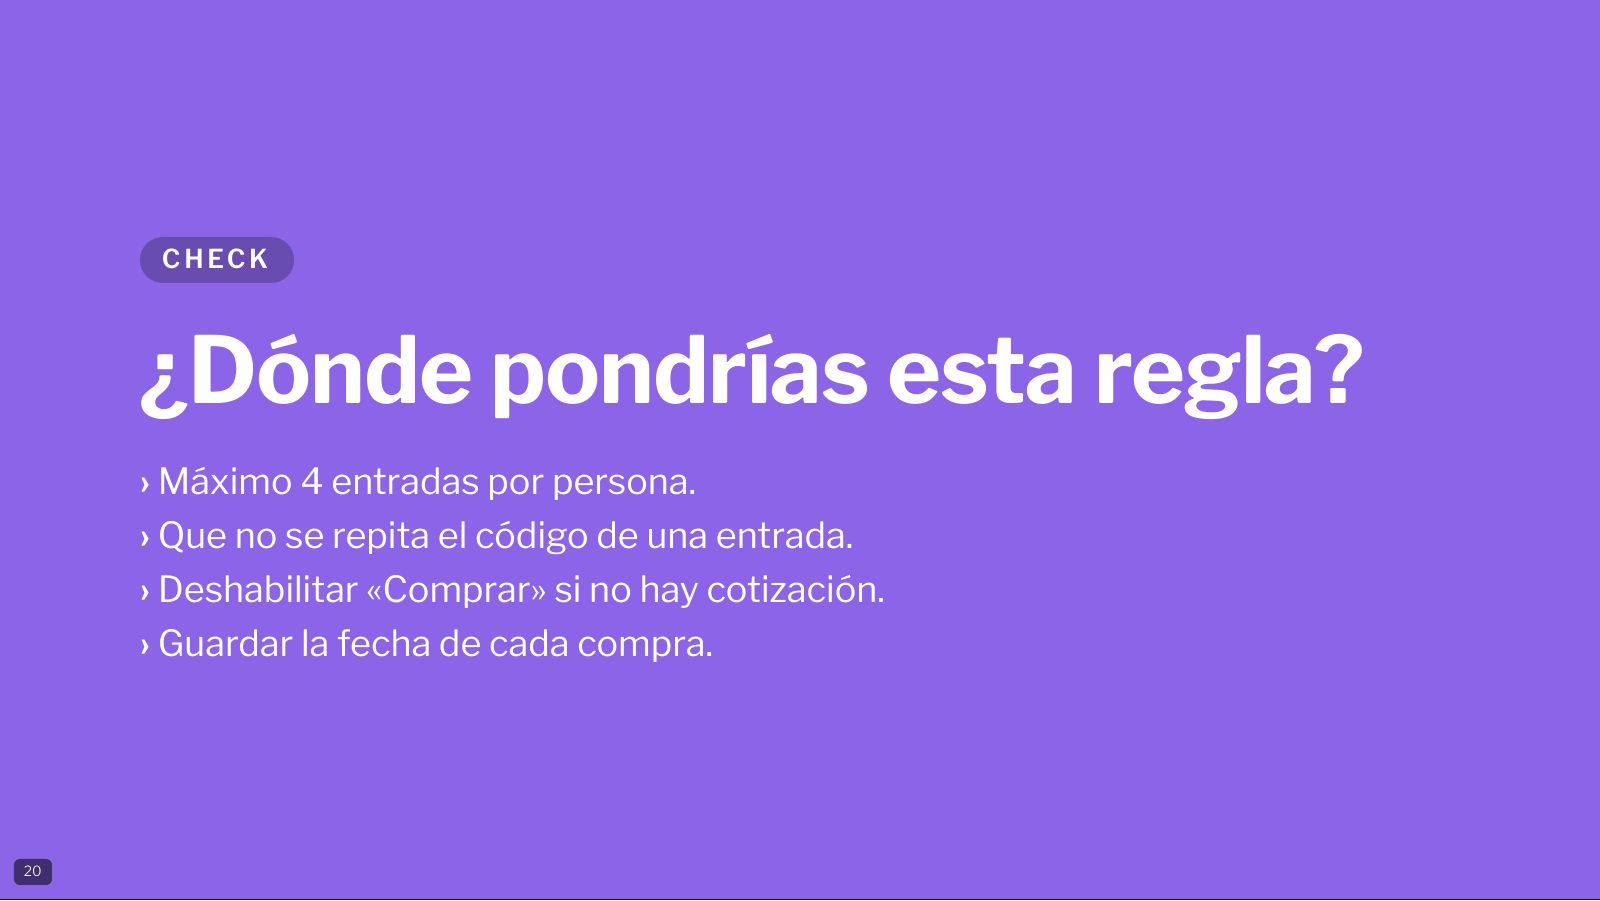 CHECK
¿Dónde pondrías esta regla?
› Máximo 4 entradas por persona.
› Que no se repita el código de una entrada.
› Deshabilitar «Comprar» si no hay cotización.
› Guardar la fecha de cada compra.
20